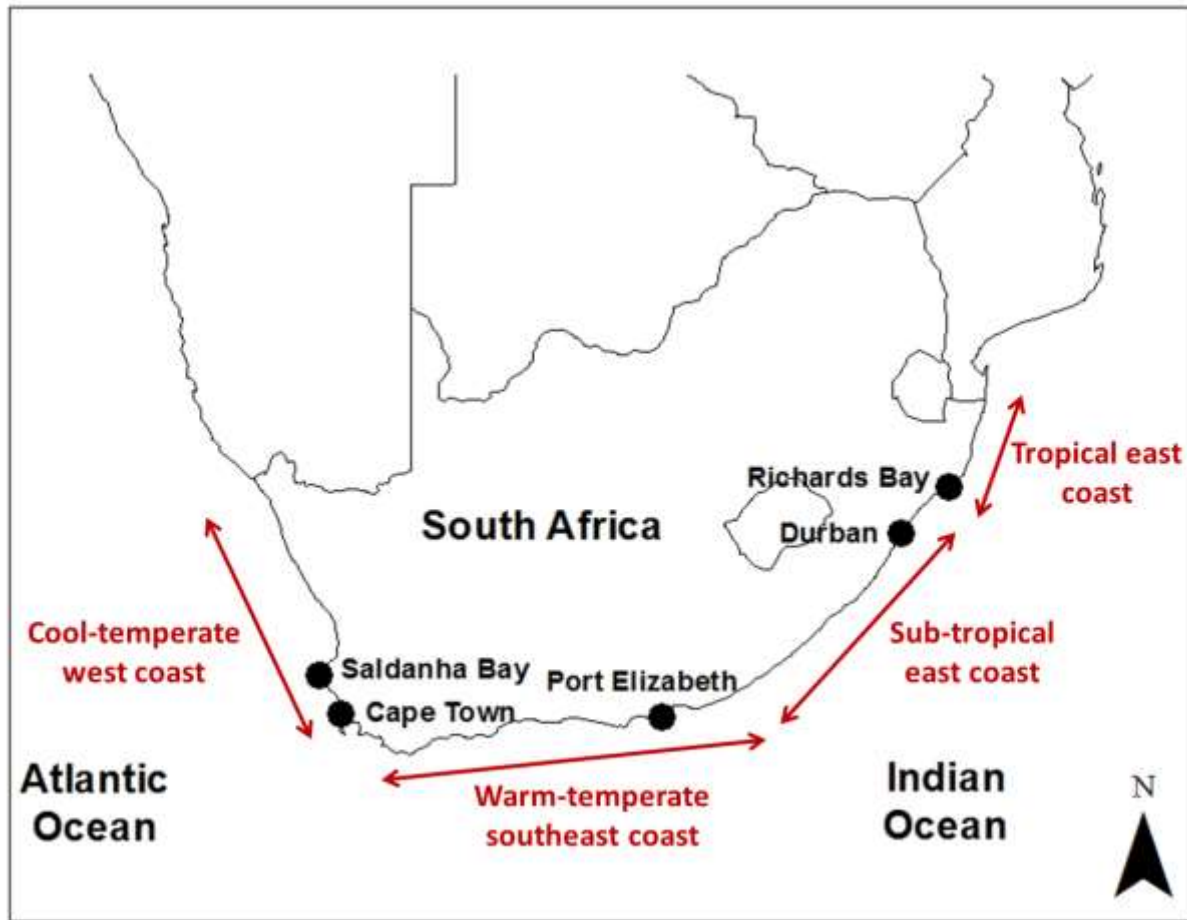 Richards Bay
Tropical east
coast
South Africa
Durban
Cool-temperate
west coast
Sub-tropical
east coast
Saldanha Bay
Port Elizabeth
Cape Town
Atlantic
Ocean
Warm-temperate
southeast coast
Indian
Ocean
N